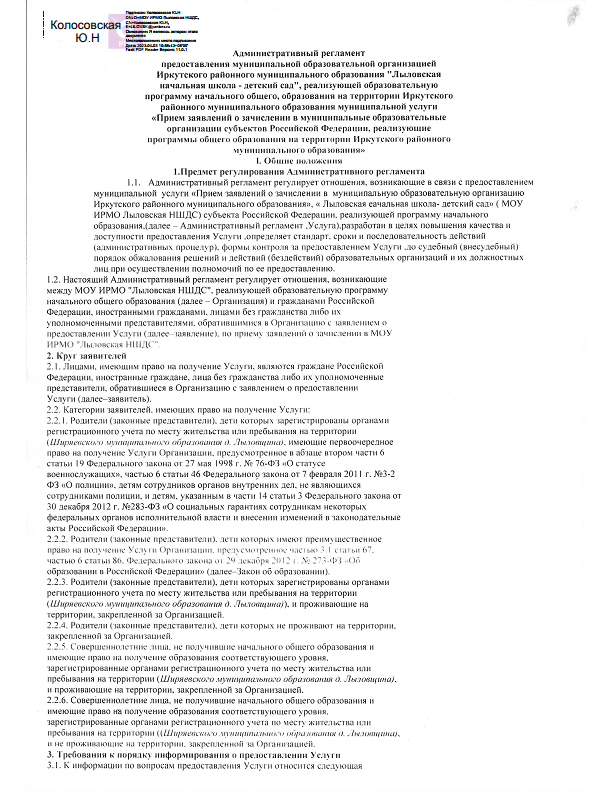 Колосовская
Ю.Н
Подписан: Колосовская Ю.Н
Административный регламент
предоставления муниципальной образовательной организацией
Иркутского районного муниципального образования "Лыловская
начальная школа - детский сад", реализующей образовательную
программу начального общего, образования на территории Иркутского
районного муниципального образования муниципальной услуги
«Прием заявлений о зачислении в муниципальные образовательные
организации субъектов Российской Федерации, реализующие
программы общего образования на территории Иркутского районного
муниципального образования»
I. Общие положения
1.Предмет регулирования Административного регламента
1.1. Административный регламент регулирует отношения, возникающие в связи с предоставлением
муниципальной услуги «Прием заявлений о зачислении в муниципальную образовательную организацию
Иркутского районного муниципального образования», « Лыловская еачальная школа- детский сад» ( МОУ
ИРМО Лыловская НШДС) субъекта Российской Федерации, реализующей программу начального
образования,(далее – Административный регламент ,Услуга),разработан в целях повышения качества и
доступности предоставления Услуги ,определяет стандарт, сроки и последовательность действий
(административных процедур), формы контроля за предоставлением Услуги ,до судебный (внесудебный)
порядок обжалования решений и действий (бездействий) образовательных организаций и их должностных
лиц при осуществлении полномочий по ее предоставлению.
1.2. Настоящий Административный регламент регулирует отношения, возникающие
между МОУ ИРМО "Лыловская НШДС", реализующей образовательную программу
начального общего образования (далее – Организация) и гражданами Российской
Федерации, иностранными гражданами, лицами без гражданства либо их
уполномоченными представителями, обратившимися в Организацию с заявлением о
предоставлении Услуги (далее–заявление), по приему заявлений о зачислении в МОУ
ИРМО "Лыловская НШДС".
2. Круг заявителей
2.1. Лицами, имеющим право на получение Услуги, являются граждане Российской
Федерации, иностранные граждане, лица без гражданства либо их уполномоченные
представители, обратившиеся в Организацию с заявлением о предоставлении
Услуги (далее–заявитель).
2.2. Категории заявителей, имеющих право на получение Услуги:
2.2.1. Родители (законные представители), дети которых зарегистрированы органами
регистрационного учета по месту жительства или пребывания на территории
(Ширяевского муниципального образования д. Лыловщина), имеющие первоочередное
право на получение Услуги Организации, предусмотренное в абзаце втором части 6
статьи 19 Федерального закона от 27 мая 1998 г. № 76-ФЗ «О статусе
военнослужащих», частью 6 статьи 46 Федерального закона от 7 февраля 2011 г. №3-2
ФЗ «О полиции», детям сотрудников органов внутренних дел, не являющихся
сотрудниками полиции, и детям, указанным в части 14 статьи 3 Федерального закона от
30 декабря 2012 г. №283-ФЗ «О социальных гарантиях сотрудникам некоторых
федеральных органов исполнительной власти и внесении изменений в законодательные
акты Российской Федерации».
2.2.2. Родители (законные представители), дети которых имеют преимущественное
право на получение Услуги Организации, предусмотренное частью 3.1 статьи 67,
частью 6 статьи 86, Федерального закона от 29 декабря 2012 г. № 273-ФЗ «Об
образовании в Российской Федерации» (далее–Закон об образовании).
2.2.3. Родители (законные представители), дети которых зарегистрированы органами
регистрационного учета по месту жительства или пребывания на территории
(Ширяевского муниципального образования д. Лыловщина)), и проживающие на
территории, закрепленной за Организацией.
2.2.4. Родители (законные представители), дети которых не проживают на территории,
закрепленной за Организацией.
2.2.5. Совершеннолетние лица, не получившие начального общего образования и
имеющие право на получение образования соответствующего уровня,
зарегистрированные органами регистрационного учета по месту жительства или
пребывания на территории (Ширяевского муниципального образования д. Лыловщина),
и проживающие на территории, закрепленной за Организацией.
2.2.6. Совершеннолетние лица, не получившие начального общего образования и
имеющие право на получение образования соответствующего уровня,
зарегистрированные органами регистрационного учета по месту жительства или
пребывания на территории ((Ширяевского муниципального образования д. Лыловщина),
и не проживающие на территории, закрепленной за Организацией.
3. Требования к порядку информирования о предоставлении Услуги
3.1. К информации по вопросам предоставления Услуги относится следующая